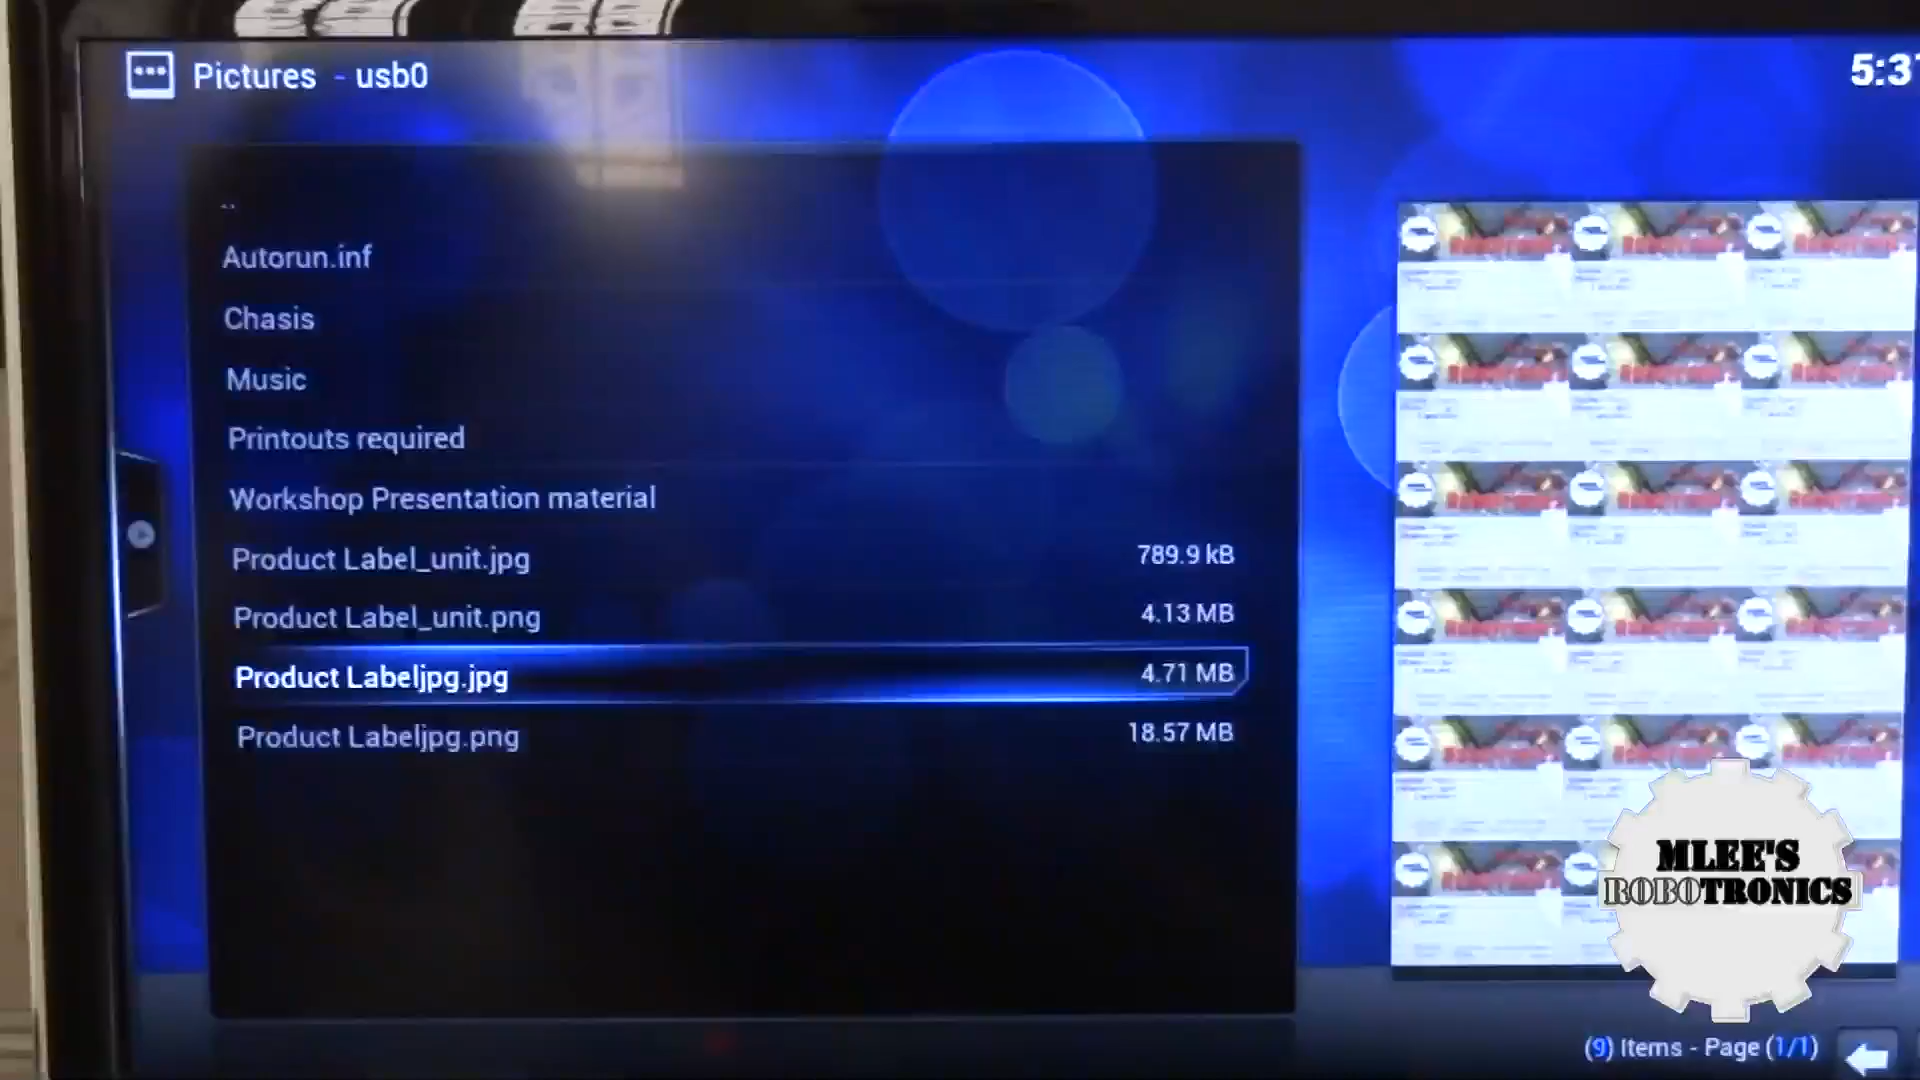 Pictures - usb0
5:3
..
Autorun.inf
Chasis
Music
Printouts required
Workshop Presentation material
Product Label_unit.jpg 789.9 kB
Product Label_unit.png 4.13 MB
Product Labeljpg.jpg 4.71 MB
Product Labeljpg.png 18.57 MB
MLEE'S
ROBOTRONICS
(9) Items - Page (1/1)